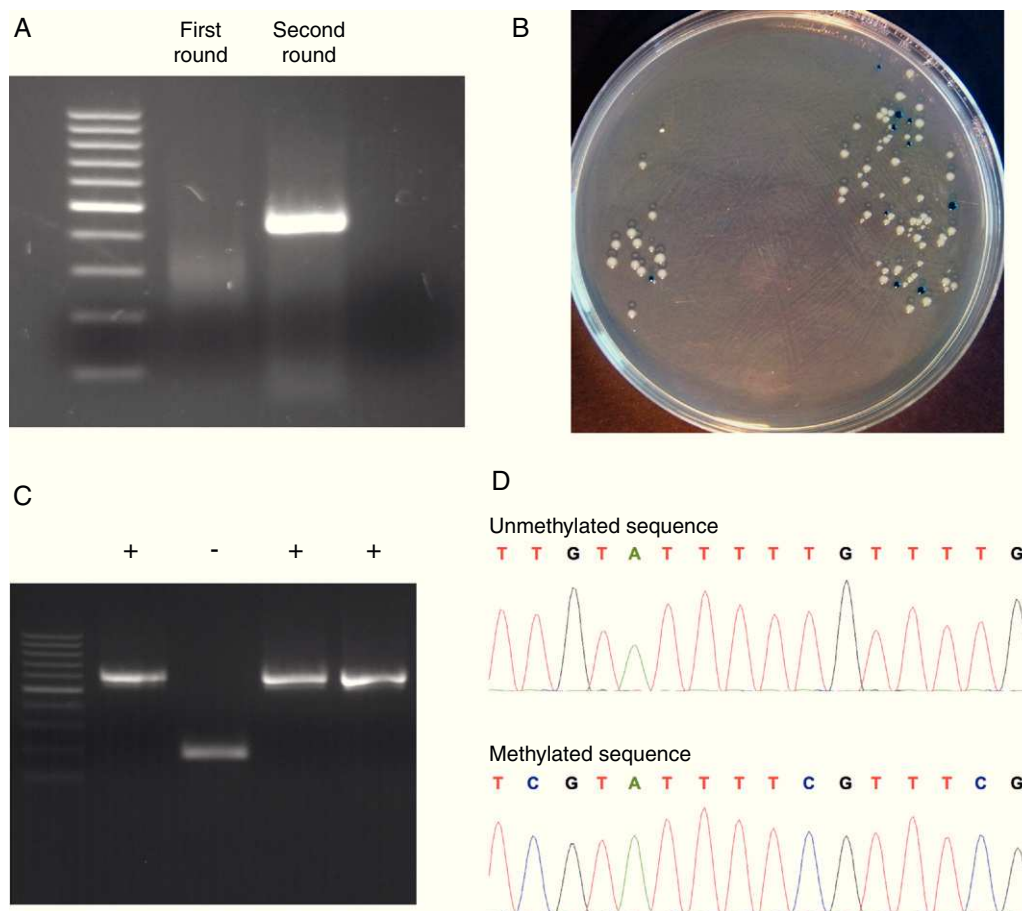 A
First
round
Second
round
B
C
+ - + +
D
Unmethylated sequence
T T G T A T T T T T G T T T T G
Methylated sequence
T C G T A T T T T C G T T T C G